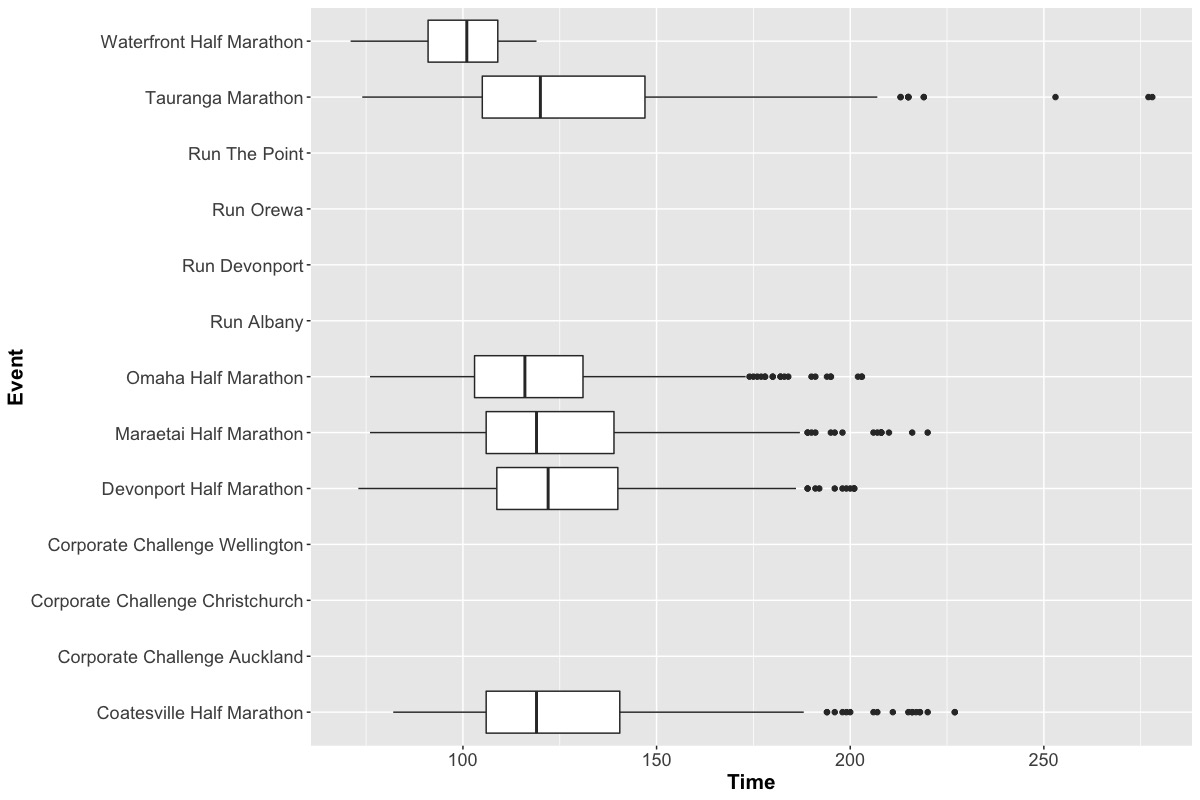 Waterfront Half Marathon
Tauranga Marathon
Run The Point
Run Orewa
Run Devonport
Run Albany
Omaha Half Marathon
Maraetai Half Marathon
Devonport Half Marathon
Corporate Challenge Wellington
Corporate Challenge Christchurch
Corporate Challenge Auckland
Coatesville Half Marathon
Event
100 150 200 250
Time